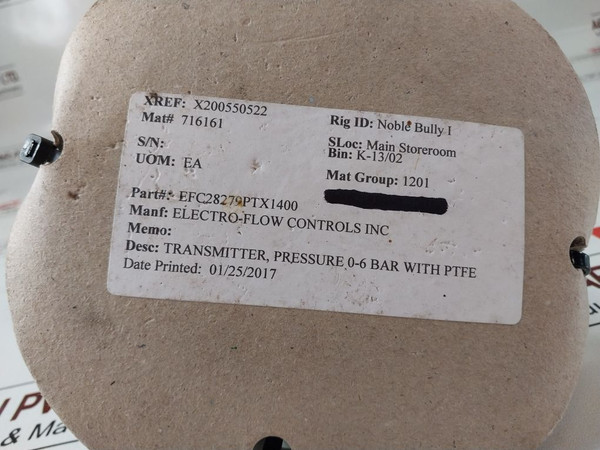 XREF: X200550522
Mat# 716161
Rig ID: Noble Bully I
S/N:
SLoc: Main Storeroom
UOM: EA
Bin: K-13/02
Mat Group: 1201
Part#: EFC28279PTX1400
Manf: ELECTRO-FLOW CONTROLS INC
Memo:
Desc: TRANSMITTER, PRESSURE 0-6 BAR WITH PTFE
Date Printed: 01/25/2017